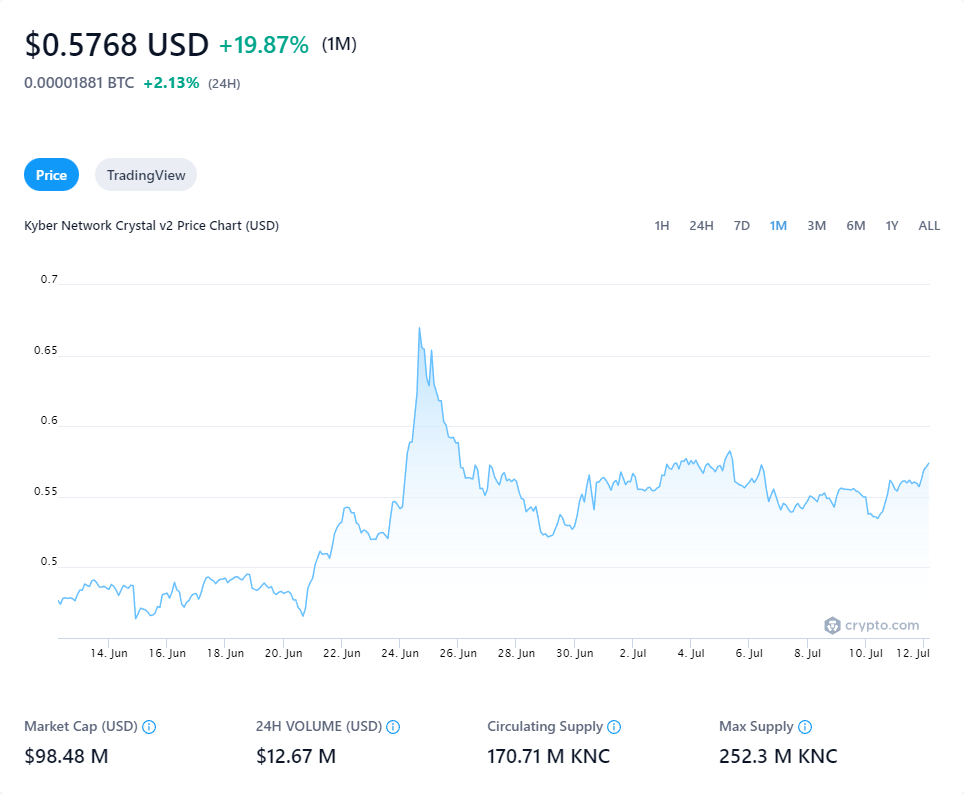 $0.5768 USD +19.87% (1M)
0.00001881 BTC +2.13% (24H)
Price TradingView
Kyber Network Crystal v2 Price Chart (USD) 1H 24H 7D 1M 3M 6M 1Y ALL
0.7
0.65
0.6
0.55
0.5
crypto.com
14. Jun 16. Jun 18. Jun 20. Jun 22. Jun 24. Jun 26. Jun 28. Jun 30. Jun 2. Jul 4. Jul 6. Jul 8. Jul 10. Jul 12. Jul
Market Cap (USD) 24H VOLUME (USD) Circulating Supply Max Supply
$98.48 M $12.67 M 170.71 M KNC 252.3 M KNC